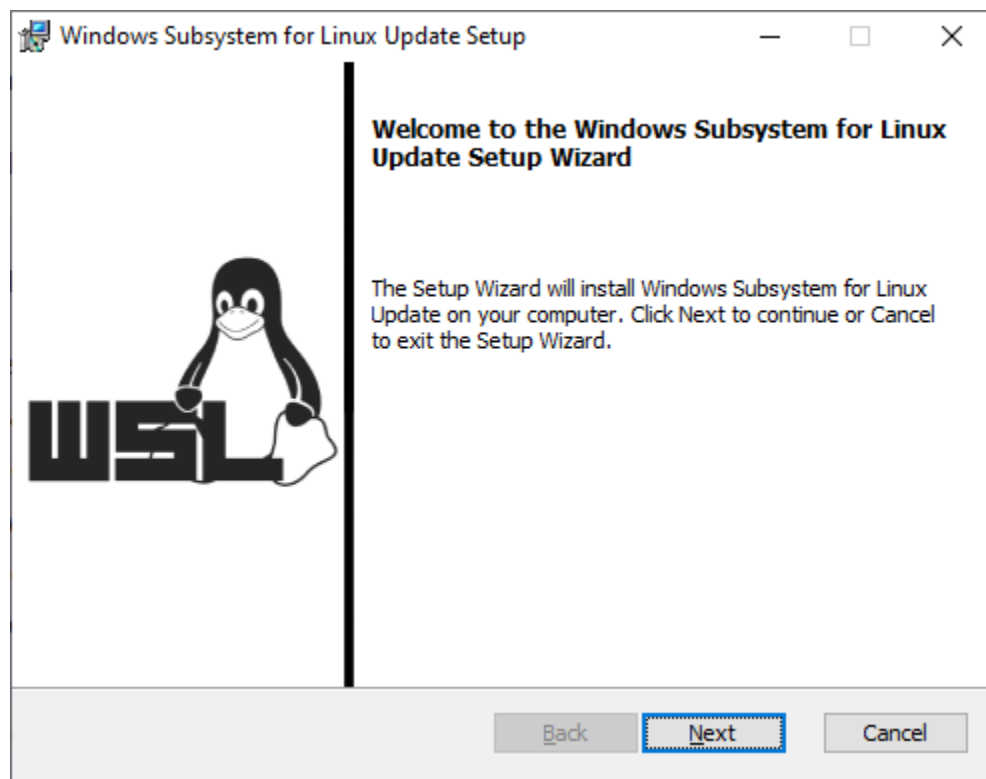 Windows Subsystem for Linux Update Setup
Welcome to the Windows Subsystem for Linux
Update Setup Wizard
The Setup Wizard will install Windows Subsystem for Linux
Update on your computer. Click Next to continue or Cancel
to exit the Setup Wizard.
WSL
Back Next Cancel